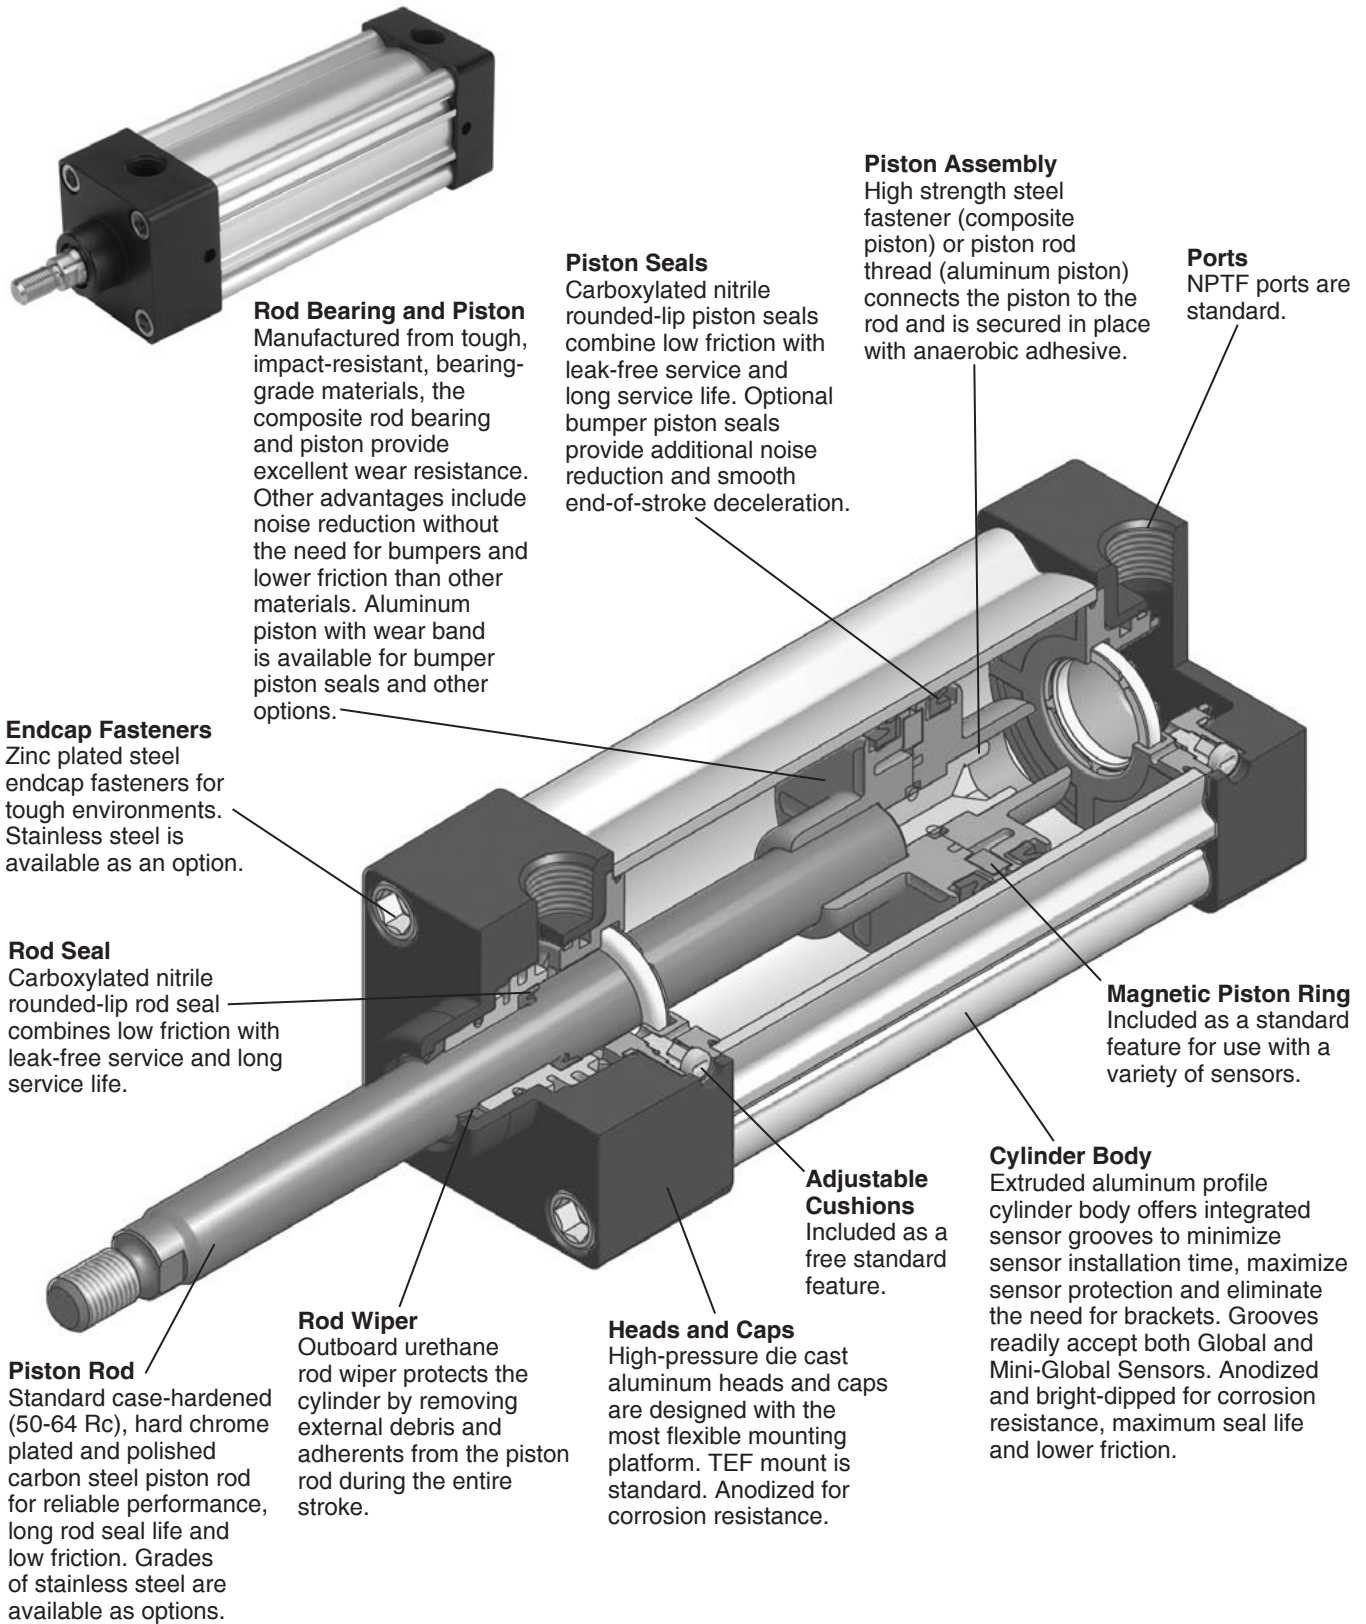 Piston Assembly
High strength steel
fastener (composite
piston) or piston rod
thread (aluminum piston)
connects the piston to the
rod and is secured in place
with anaerobic adhesive.
Ports
NPTF ports are
standard.
Piston Seals
Carboxylated nitrile
rounded-lip piston seals
combine low friction with
leak-free service and
long service life. Optional
bumper piston seals
provide additional noise
reduction and smooth
end-of-stroke deceleration.
Rod Bearing and Piston
Manufactured from tough,
impact-resistant, bearing-
grade materials, the
composite rod bearing
and piston provide
excellent wear resistance.
Other advantages include
noise reduction without
the need for bumpers and
lower friction than other
materials. Aluminum
piston with wear band
is available for bumper
piston seals and other
options.
Endcap Fasteners
Zinc plated steel
endcap fasteners for
tough environments.
Stainless steel is
available as an option.
Rod Seal
Carboxylated nitrile
rounded-lip rod seal
combines low friction with
leak-free service and long
service life.
Magnetic Piston Ring
Included as a standard
feature for use with a
variety of sensors.
Cylinder Body
Extruded aluminum profile
cylinder body offers integrated
sensor grooves to minimize
sensor installation time, maximize
sensor protection and eliminate
the need for brackets. Grooves
readily accept both Global and
Mini-Global Sensors. Anodized
and bright-dipped for corrosion
resistance, maximum seal life
and lower friction.
Adjustable
Cushions
Included as a
free standard
feature.
Heads and Caps
High-pressure die cast
aluminum heads and caps
are designed with the
most flexible mounting
platform. TEF mount is
standard. Anodized for
corrosion resistance.
Rod Wiper
Outboard urethane
rod wiper protects the
cylinder by removing
external debris and
adherents from the piston
rod during the entire
stroke.
Piston Rod
Standard case-hardened
(50-64 Rc), hard chrome
plated and polished
carbon steel piston rod
for reliable performance,
long rod seal life and
low friction. Grades
of stainless steel are
available as options.